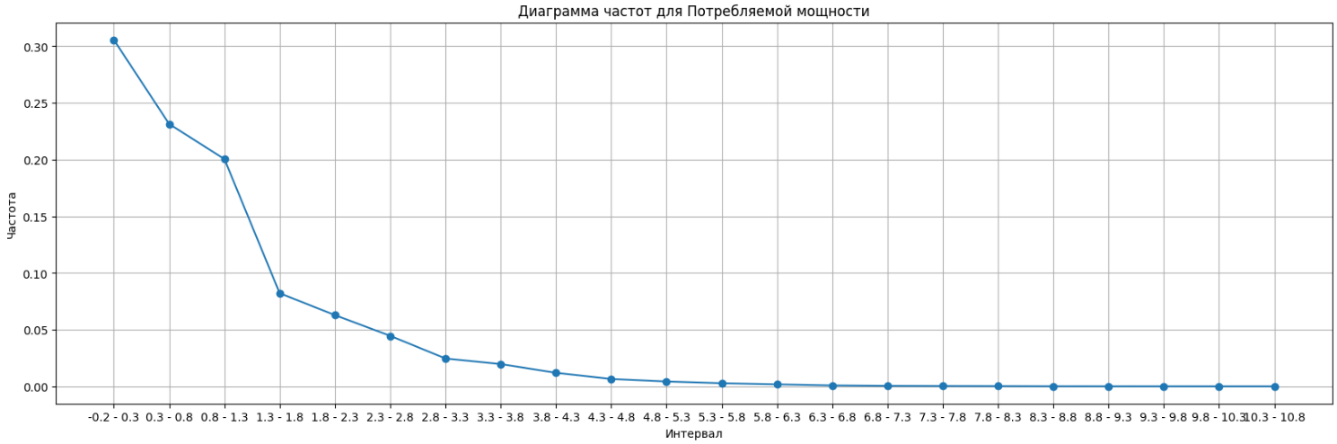 Диаграмма частот для Потребляемой мощности
Частота
0.30
0.25
0.20
0.15
0.10
0.05
0.00
-0.2 - 0.3 0.3 - 0.8 0.8 - 1.3 1.3 - 1.8 1.8 - 2.3 2.3 - 2.8 2.8 - 3.3 3.3 - 3.8 3.8 - 4.3 4.3 - 4.8 4.8 - 5.3 5.3 - 5.8 5.8 - 6.3 6.3 - 6.8 6.8 - 7.3 7.3 - 7.8 7.8 - 8.3 8.3 - 8.8 8.8 - 9.3 9.3 - 9.8 9.8 - 10.3 10.3 - 10.8
Интервал